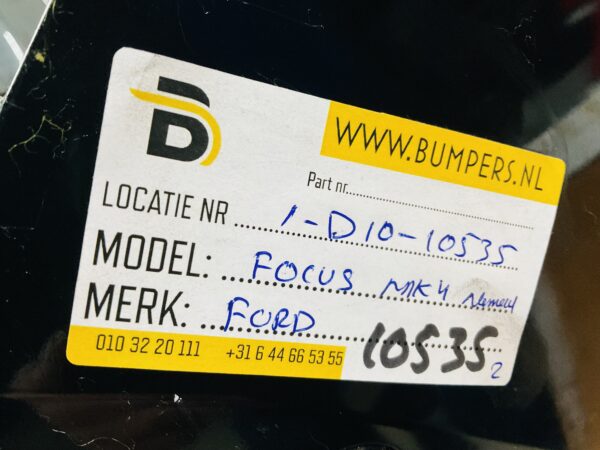 B
WWW.BUMPERS.NL
Part nr.
LOCATIE NR 1-D10-10535
MODEL: FOCUS MK4
MERK: FORD
10535
2
010 32 20 111 +31 6 44 66 53 55